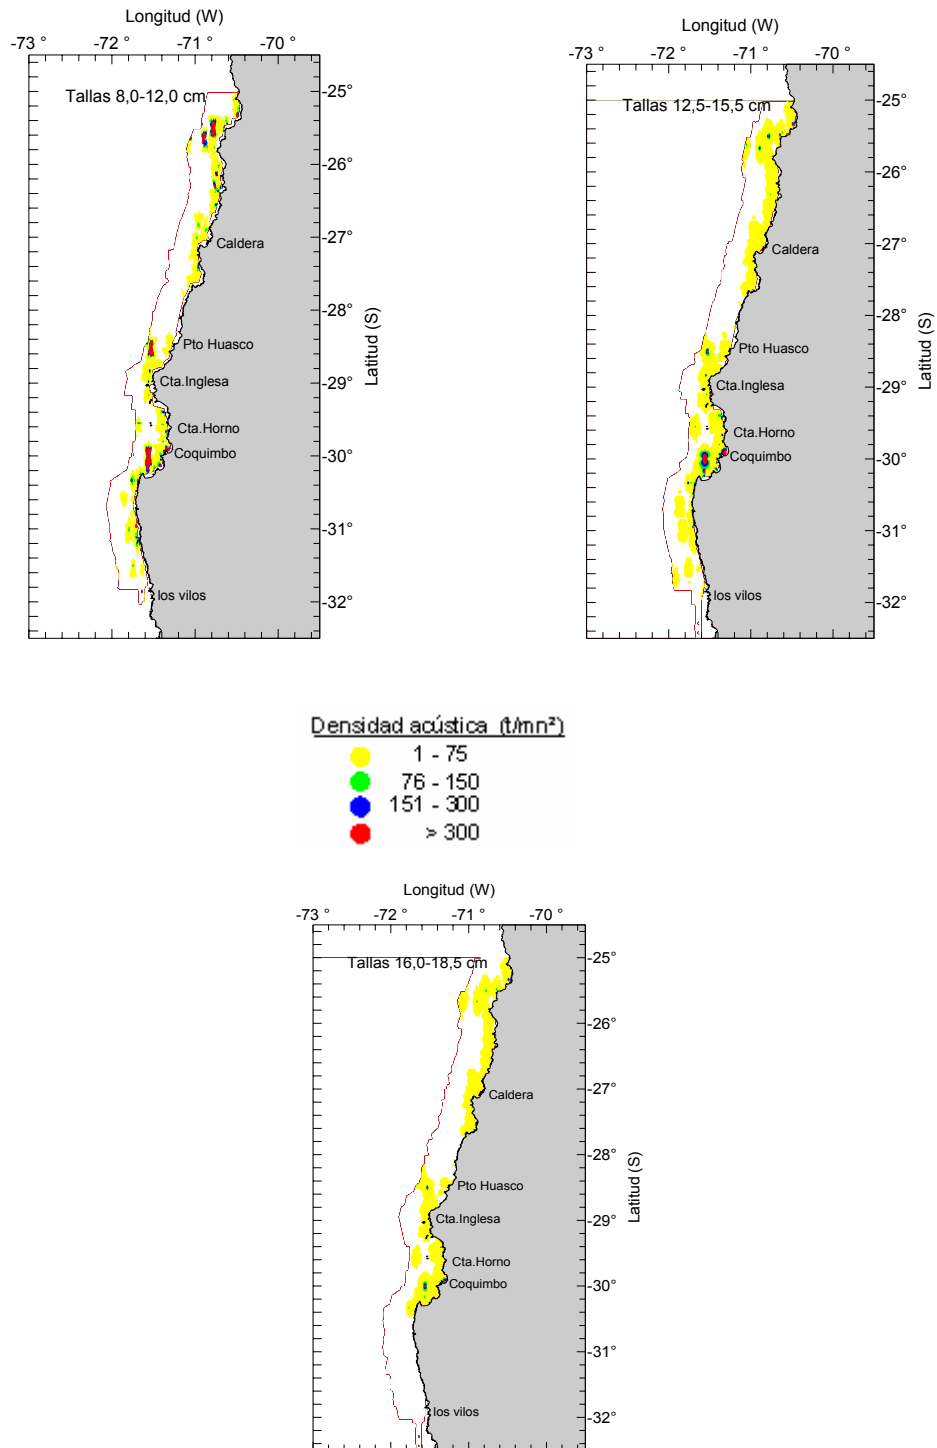 Longitud (W)
-73 ° -72 ° -71 ° -70 °
Tallas 8,0-12,0 cm
-25°
-26°
-27°
-28°
-29°
-30°
-31°
-32°
Caldera
Pto Huasco
Cta.Inglesa
Cta.Horno
Coquimbo
los vilos
Latitud (S)
Longitud (W)
-73 ° -72 ° -71 ° -70 °
Tallas 12,5-15,5 cm
-25°
-26°
-27°
-28°
-29°
-30°
-31°
-32°
Caldera
Pto Huasco
Cta.Inglesa
Cta.Horno
Coquimbo
los vilos
Latitud (S)
Densidad acústica (t/mn²)
1 - 75
76 - 150
151 - 300
> 300
Longitud (W)
-73 ° -72 ° -71 ° -70 °
Tallas 16,0-18,5 cm
-25°
-26°
-27°
-28°
-29°
-30°
-31°
-32°
Caldera
Pto Huasco
Cta.Inglesa
Cta.Horno
Coquimbo
los vilos
Latitud (S)